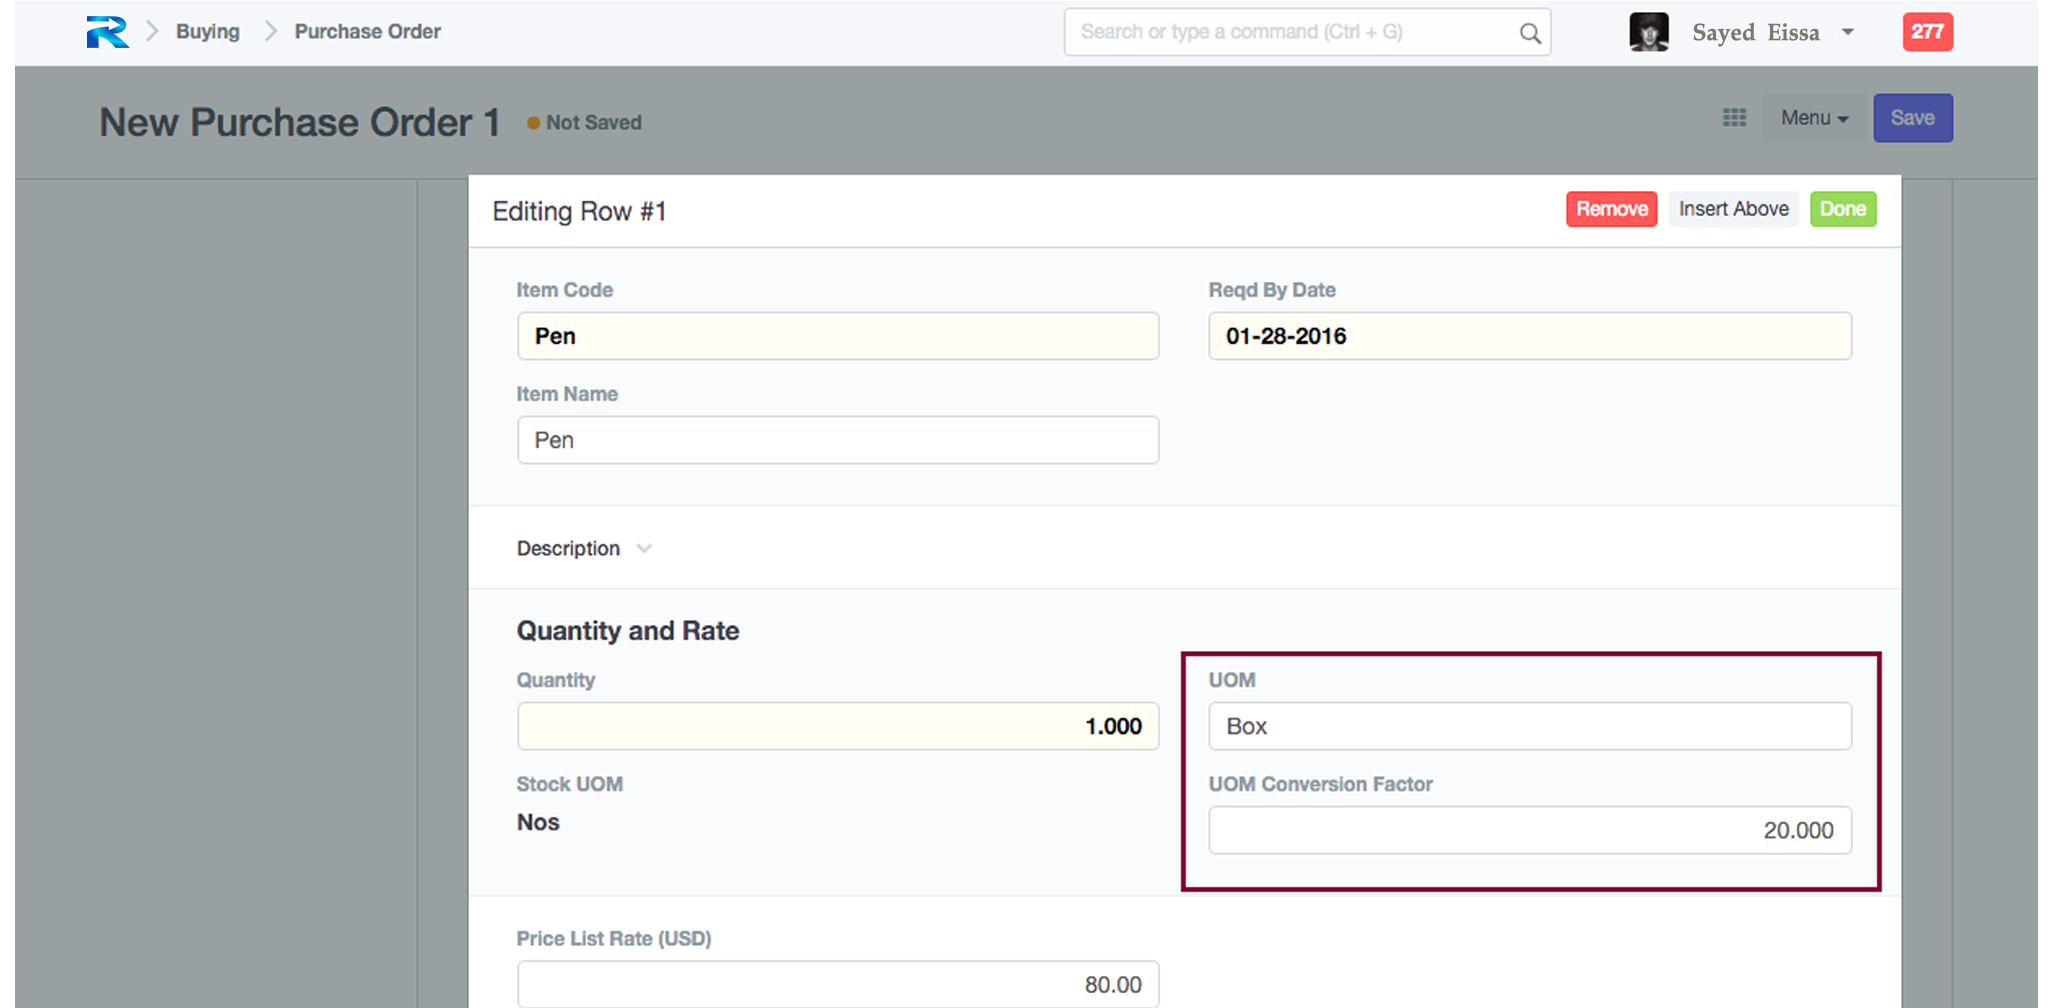 Buying Purchase Order Search or type a command (Ctrl + G) Sayed Eissa 277
New Purchase Order 1 Not Saved Menu Save
Editing Row #1 Remove Insert Above Done
Item Code Reqd By Date
Pen 01-28-2016
Item Name
Pen
Description
Quantity and Rate
Quantity UOM
1.000 Box
Stock UOM UOM Conversion Factor
Nos 20.000
Price List Rate (USD)
80.00